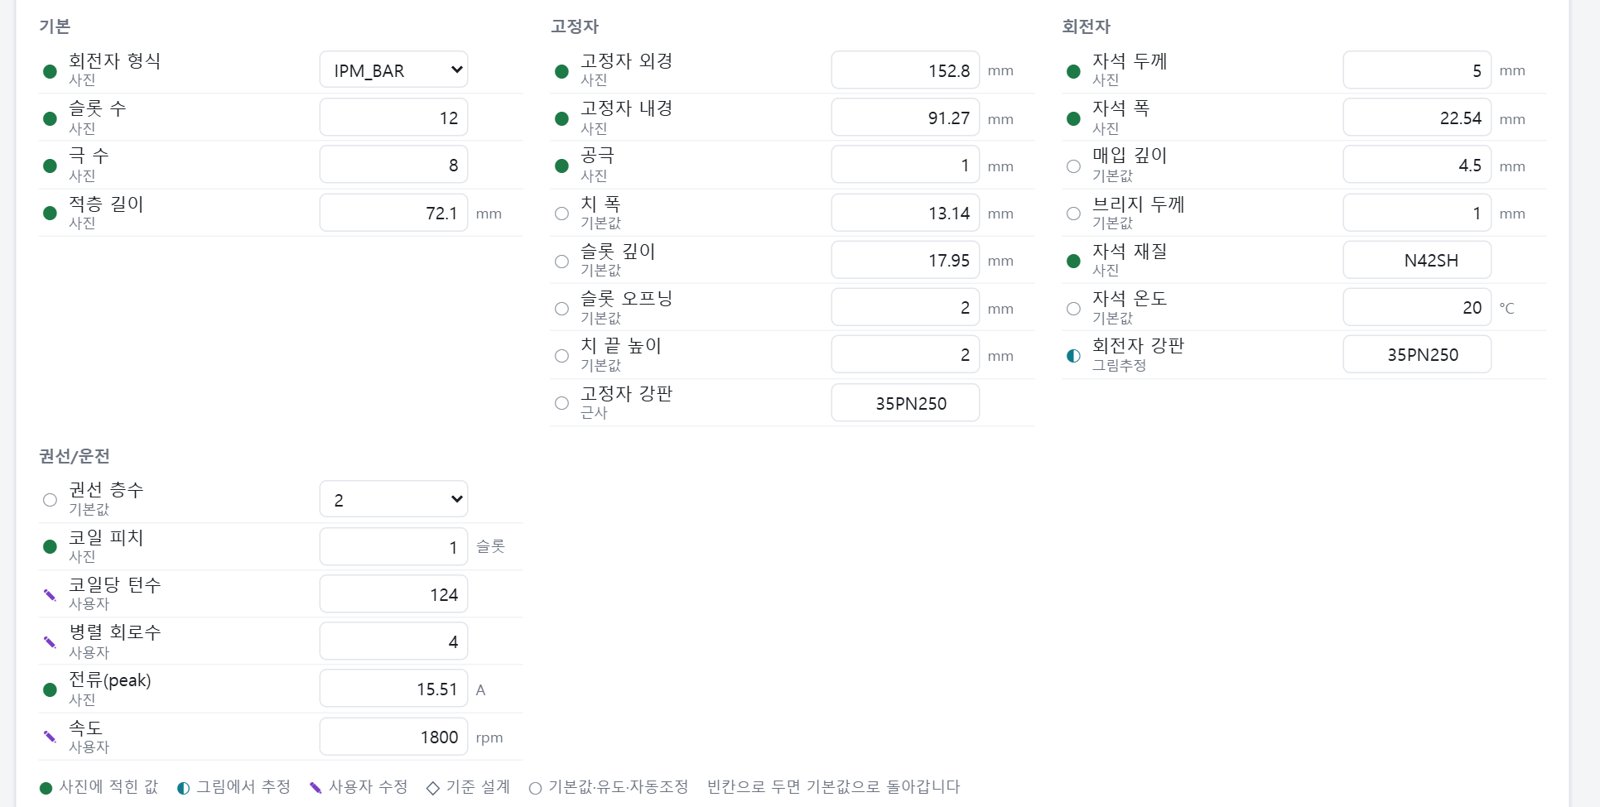 기본
회전자 형식
사진
IPM_BAR
슬롯 수
사진
12
극 수
사진
8
적층 길이
사진
72.1 mm
고정자
고정자 외경
사진
152.8 mm
고정자 내경
사진
91.27 mm
공극
사진
1 mm
치 폭
기본값
13.14 mm
슬롯 깊이
기본값
17.95 mm
슬롯 오프닝
기본값
2 mm
치 끝 높이
기본값
2 mm
고정자 강판
근사
35PN250
회전자
자석 두께
사진
5 mm
자석 폭
사진
22.54 mm
매입 깊이
기본값
4.5 mm
브리지 두께
기본값
1 mm
자석 재질
사진
N42SH
자석 온도
기본값
20 °C
회전자 강판
그림추정
35PN250
권선/운전
권선 층수
기본값
2
코일 피치
사진
1 슬롯
코일당 턴수
사용자
124
병렬 회로수
사용자
4
전류(peak)
사진
15.51 A
속도
사용자
1800 rpm
사진에 적힌 값 그림에서 추정 사용자 수정 기준 설계 기본값·유도·자동조정 빈칸으로 두면 기본값으로 돌아갑니다